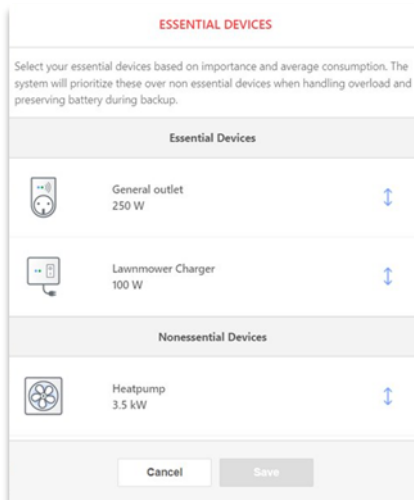 ESSENTIAL DEVICES
Select your essential devices based on importance and average consumption. The
system will prioritize these over non essential devices when handling overload and
preserving battery during backup.
Essential Devices
General outlet
250 W
Lawnmower Charger
100 W
Nonessential Devices
Heatpump
3.5 kW
Cancel
Save